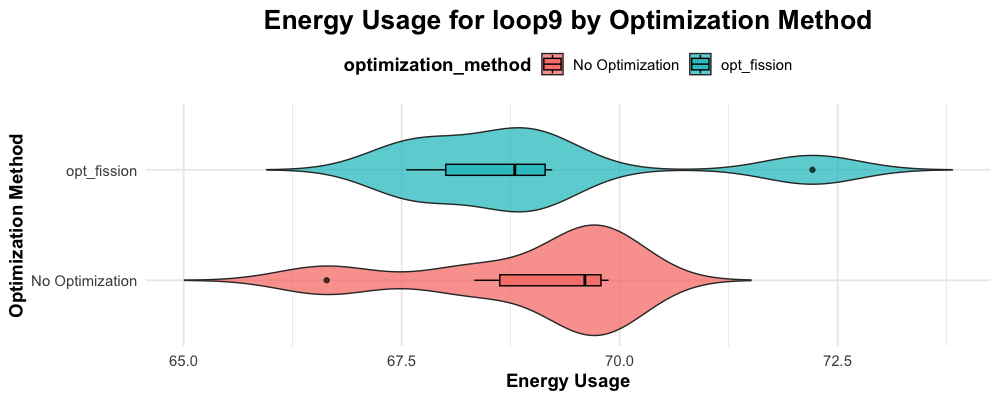 Energy Usage for loop9 by Optimization Method
optimization_method No Optimization opt_fission
Optimization Method
opt_fission
No Optimization
65.0 67.5 70.0 72.5
Energy Usage